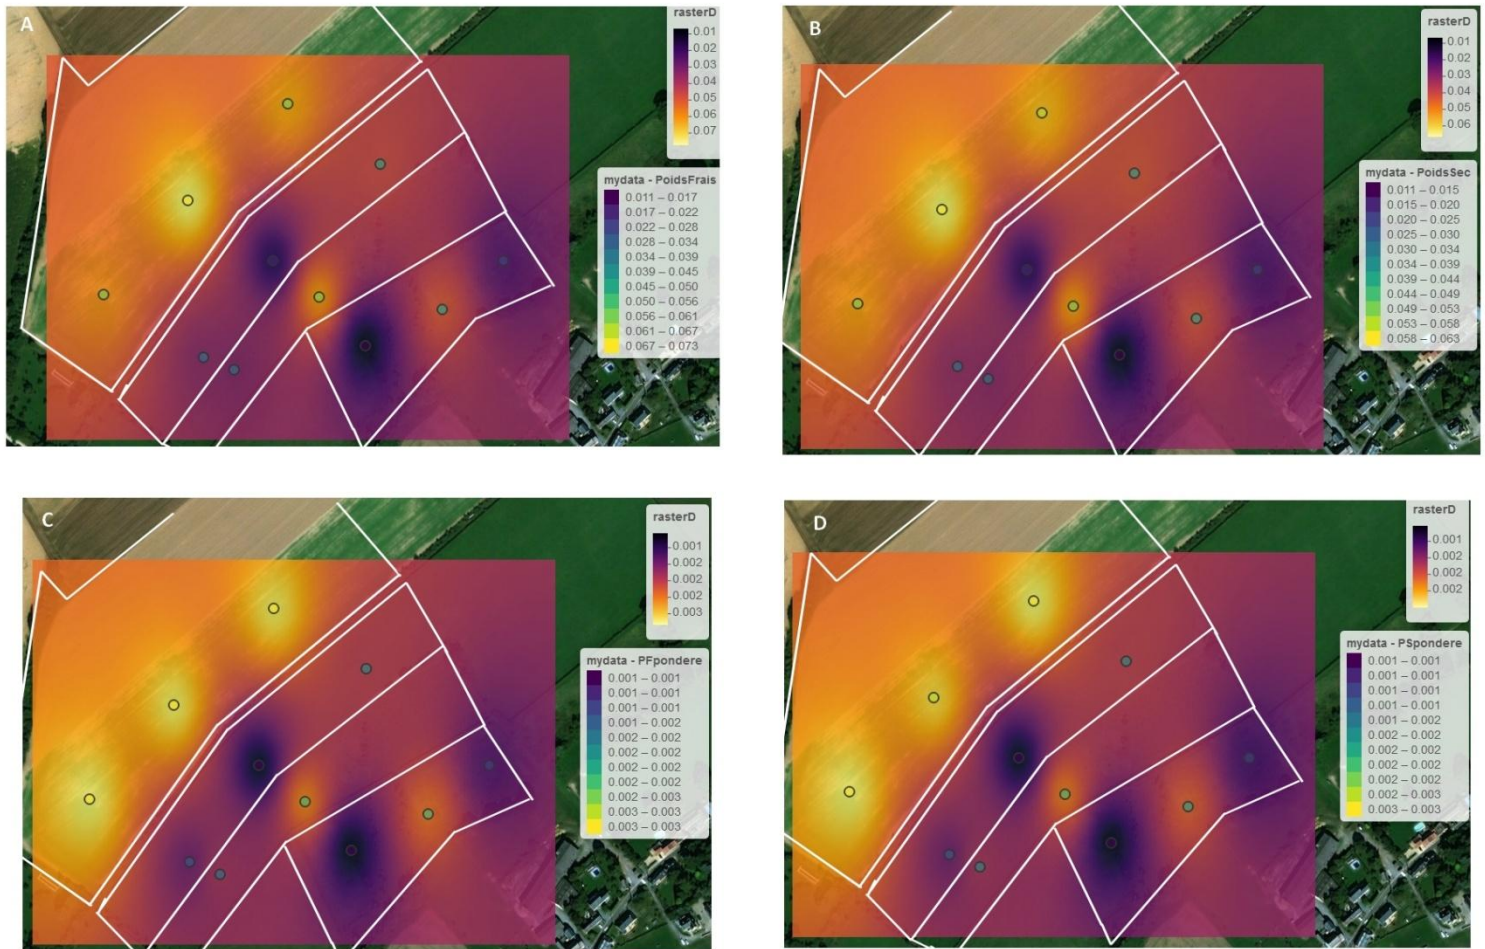 A
rasterD
0.01
0.02
0.03
0.04
0.05
0.06
0.07
mydata - PoidsFrais
0.011 – 0.017
0.017 – 0.022
0.022 – 0.028
0.028 – 0.034
0.034 – 0.039
0.039 – 0.045
0.045 – 0.050
0.050 – 0.056
0.056 – 0.061
0.061 – 0.067
0.067 – 0.073
B
rasterD
0.01
0.02
0.03
0.04
0.05
0.06
mydata - PoidsSec
0.011 – 0.015
0.015 – 0.020
0.020 – 0.025
0.025 – 0.030
0.030 – 0.034
0.034 – 0.039
0.039 – 0.044
0.044 – 0.049
0.049 – 0.053
0.053 – 0.058
0.058 – 0.063
C
rasterD
0.001
0.002
0.002
0.002
0.003
mydata - PFpondere
0.001 – 0.001
0.001 – 0.001
0.001 – 0.001
0.001 – 0.002
0.002 – 0.002
0.002 – 0.002
0.002 – 0.002
0.002 – 0.002
0.002 – 0.003
0.003 – 0.003
0.003 – 0.003
D
rasterD
0.001
0.002
0.002
0.002
mydata - PSpondere
0.001 – 0.001
0.001 – 0.001
0.001 – 0.001
0.001 – 0.001
0.001 – 0.002
0.002 – 0.002
0.002 – 0.002
0.002 – 0.002
0.002 – 0.002
0.002 – 0.003
0.003 – 0.003